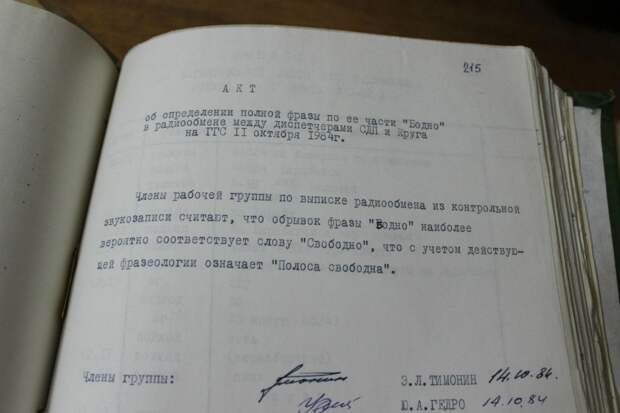 215
АКТ
об определении полной фразы по ее части "Бодно"
в радиообмене между диспетчерами СДП и Круга
на ГГС 11 октября 1984г.
Члены рабочей группы по выписке радиообмена из контрольной
звукозаписи считают, что обрывок фразы "Бодно" наиболее
вероятно соответствует слову "Свободно", что с учетом действую-
щей фразеологии означает "Полоса свободна".
Члены группы:
З.Л.ТИМОНИН 14.10.84.
Ю.А.ГЕДРО 14.10.84